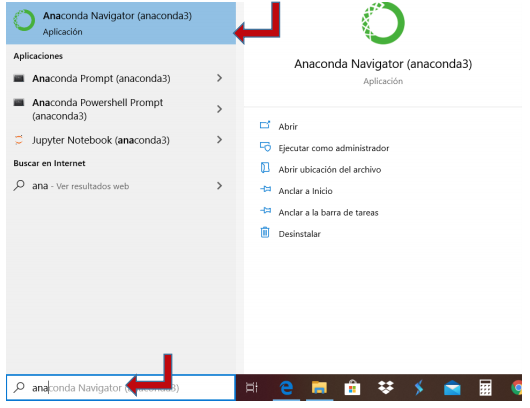 Anaconda Navigator (anaconda3)
Aplicación
Aplicaciones
Anaconda Prompt (anaconda3)
Anaconda Powershell Prompt
(anaconda3)
Jupyter Notebook (anaconda3)
Buscar en Internet
ana - Ver resultados web
Anaconda Navigator (anaconda3)
Aplicación
Abrir
Ejecutar como administrador
Abrir ubicación del archivo
Anclar a Inicio
Anclar a la barra de tareas
Desinstalar
anaconda Navigator